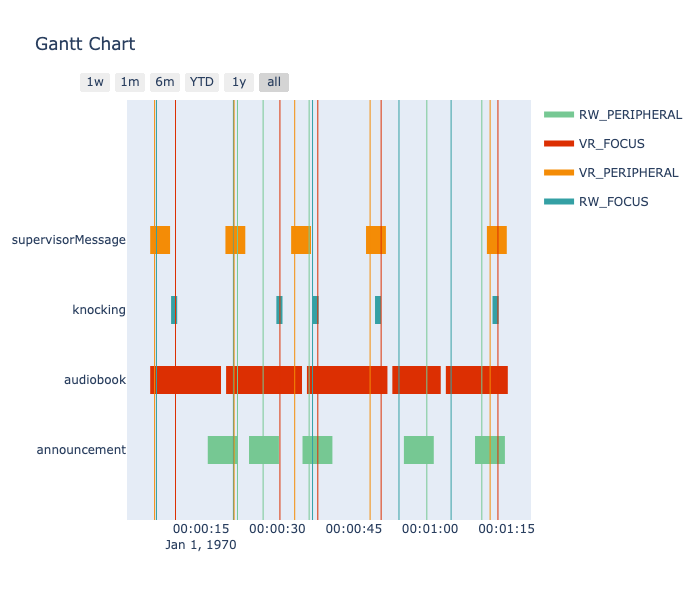 Gantt Chart
1w 1m 6m YTD 1y all
RW_PERIPHERAL
VR_FOCUS
VR_PERIPHERAL
RW_FOCUS
supervisorMessage
knocking
audiobook
announcement
00:00:15 00:00:30 00:00:45 00:01:00 00:01:15
Jan 1, 1970